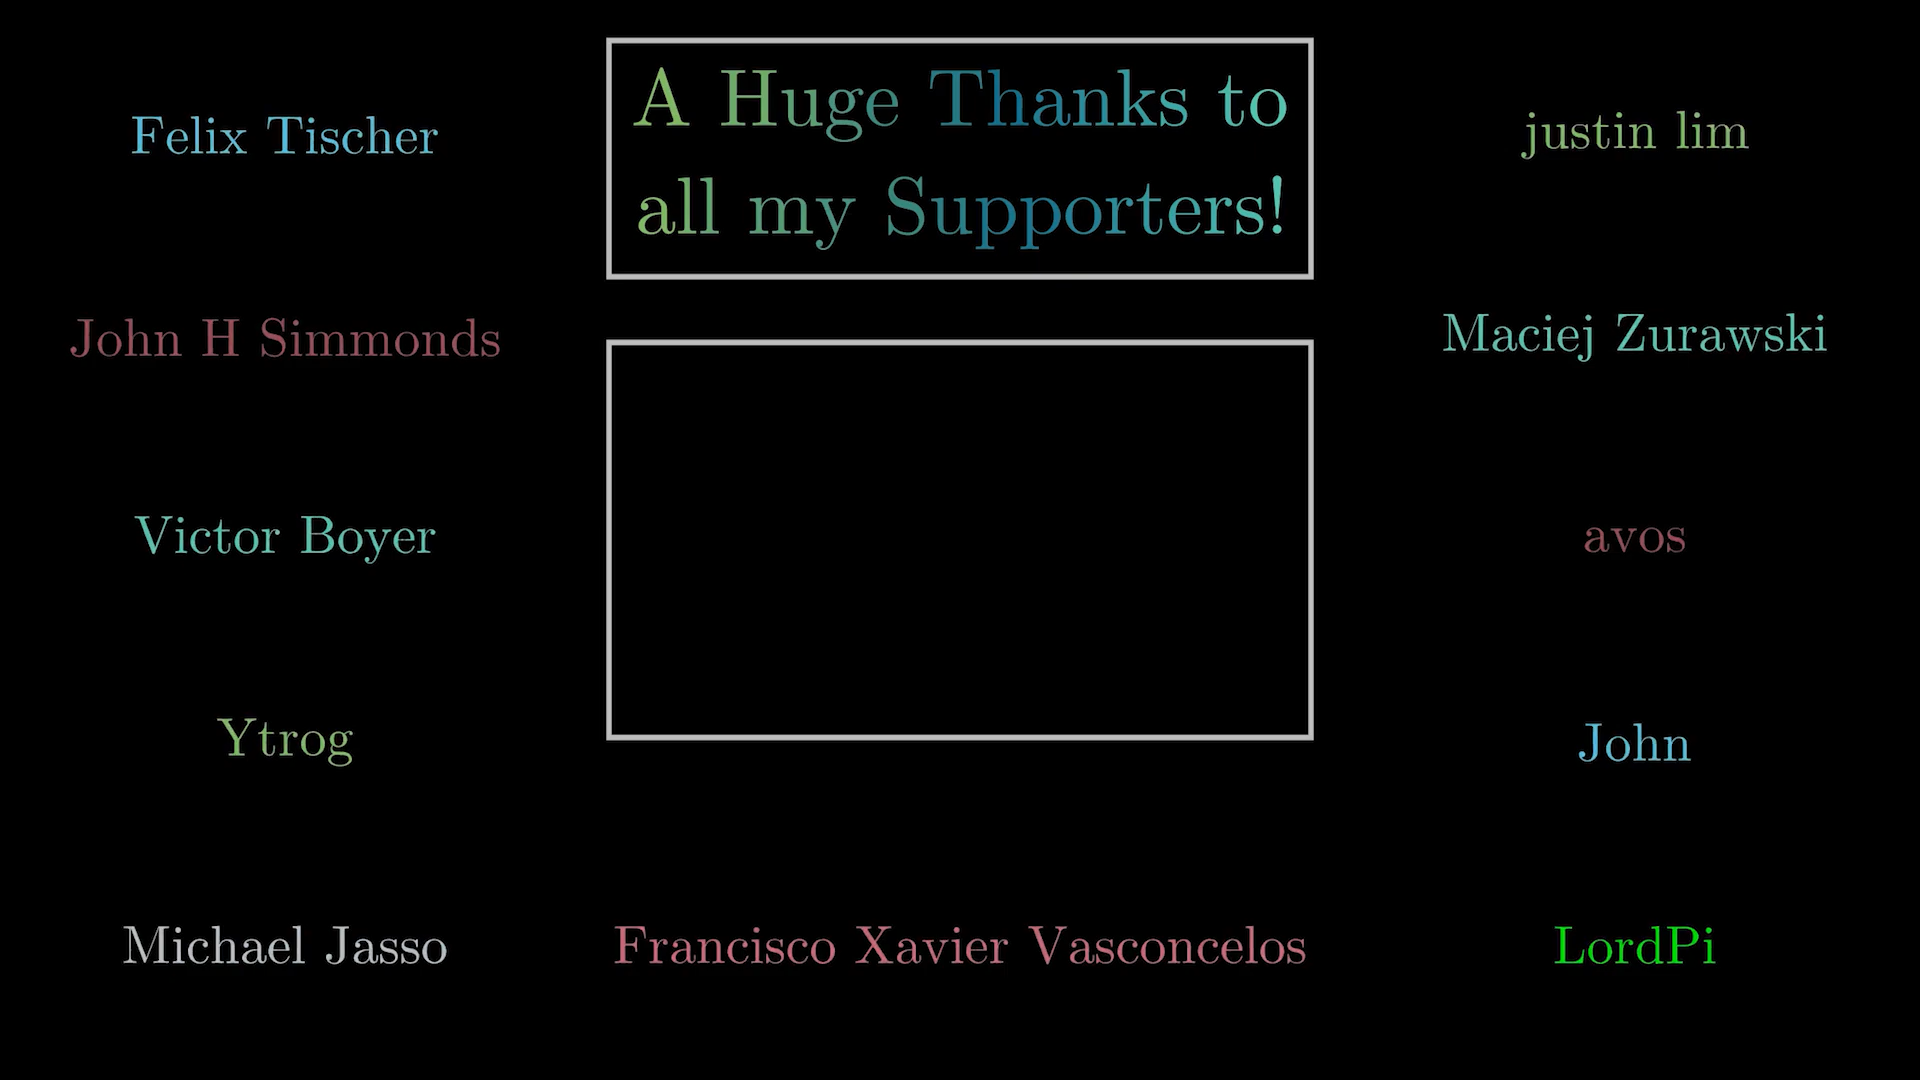 A Huge Thanks to
all my Supporters!
Felix Tischer
justin lim
John H Simmonds
Maciej Zurawski
Victor Boyer
avos
Ytrog
John
Michael Jasso
Francisco Xavier Vasconcelos
LordPi